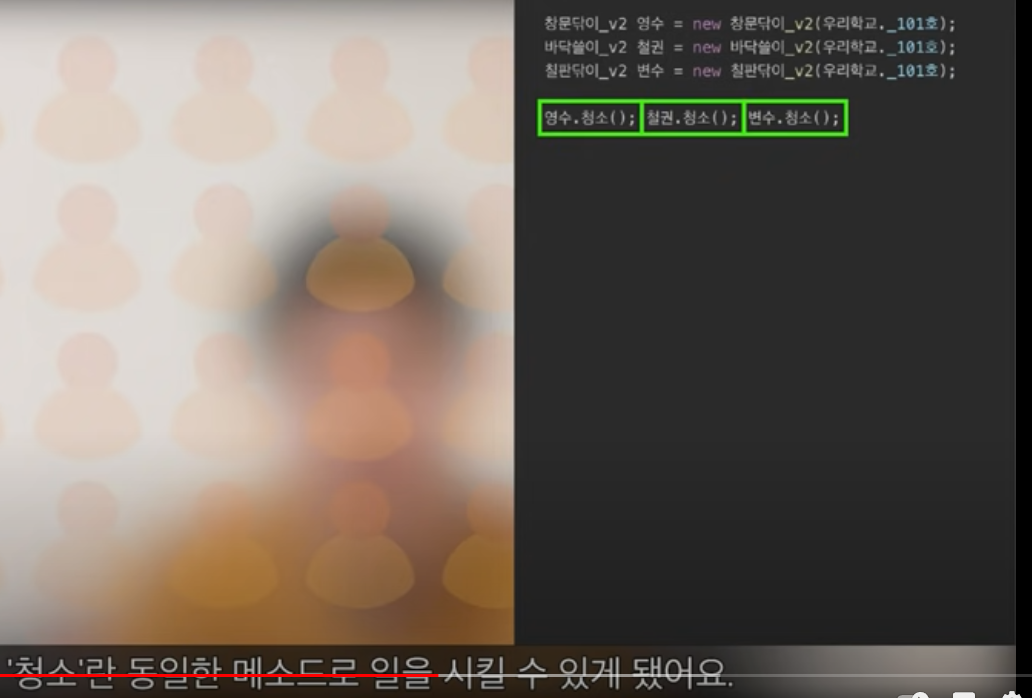 창문닦이_v2 영수 = new 창문닦이_v2(우리학교._101호);
바닥쓸이_v2 철권 = new 바닥쓸이_v2(우리학교._101호);
칠판닦이_v2 변수 = new 칠판닦이_v2(우리학교._101호);
영수.청소(); 철권.청소(); 변수.청소();
'청소'란 동일한 메소드로 일을 시킬 수 있게 됐어요.